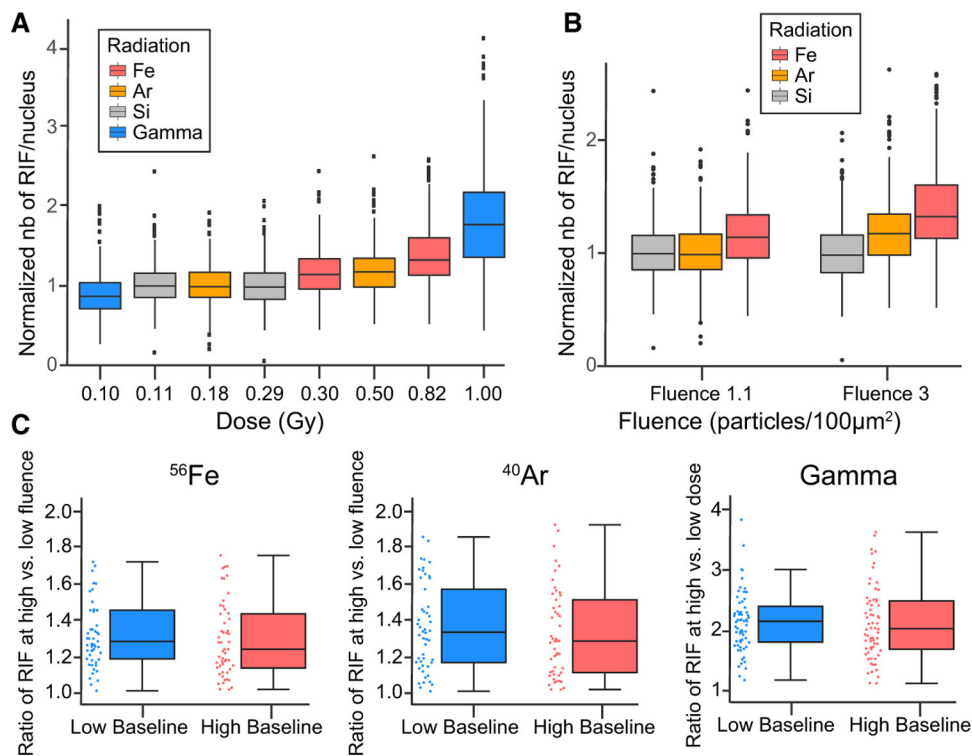 A
Normalized nb of RIF/nucleus
4
3
2
1
0
Radiation
Fe
Ar
Si
Gamma
0.10 0.11 0.18 0.29 0.30 0.50 0.82 1.00
Dose (Gy)
B
Normalized nb of RIF/nucleus
2
1
0
Radiation
Fe
Ar
Si
Fluence 1.1 Fluence 3
Fluence (particles/100µm²)
C
⁵⁶Fe
Ratio of RIF at high vs. low fluence
2.0
1.8
1.6
1.4
1.2
1.0
Low Baseline High Baseline
⁴⁰Ar
Ratio of RIF at high vs. low fluence
2.0
1.8
1.6
1.4
1.2
1.0
Low Baseline High Baseline
Gamma
Ratio of RIF at high vs. low dose
4
3
2
1
Low Baseline High Baseline